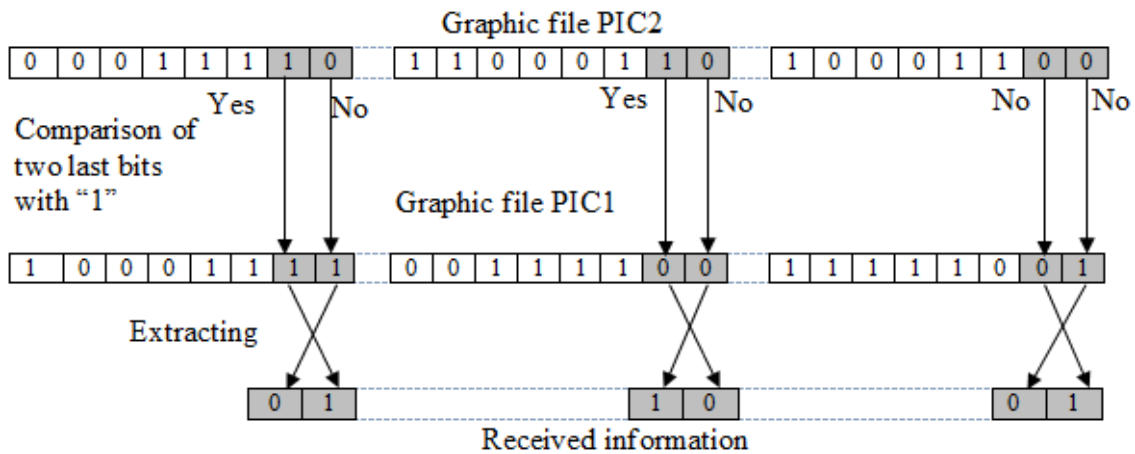 Graphic file PIC2
0 0 0 1 1 1 1 0 1 1 0 0 0 1 1 0 1 0 0 0 1 1 0 0
Yes No Yes No No No
Comparison of
two last bits
with “1”
Graphic file PIC1
1 0 0 0 1 1 1 1 0 0 1 1 1 1 0 0 1 1 1 1 1 0 0 1
Extracting
0 1 1 0 0 1
Received information